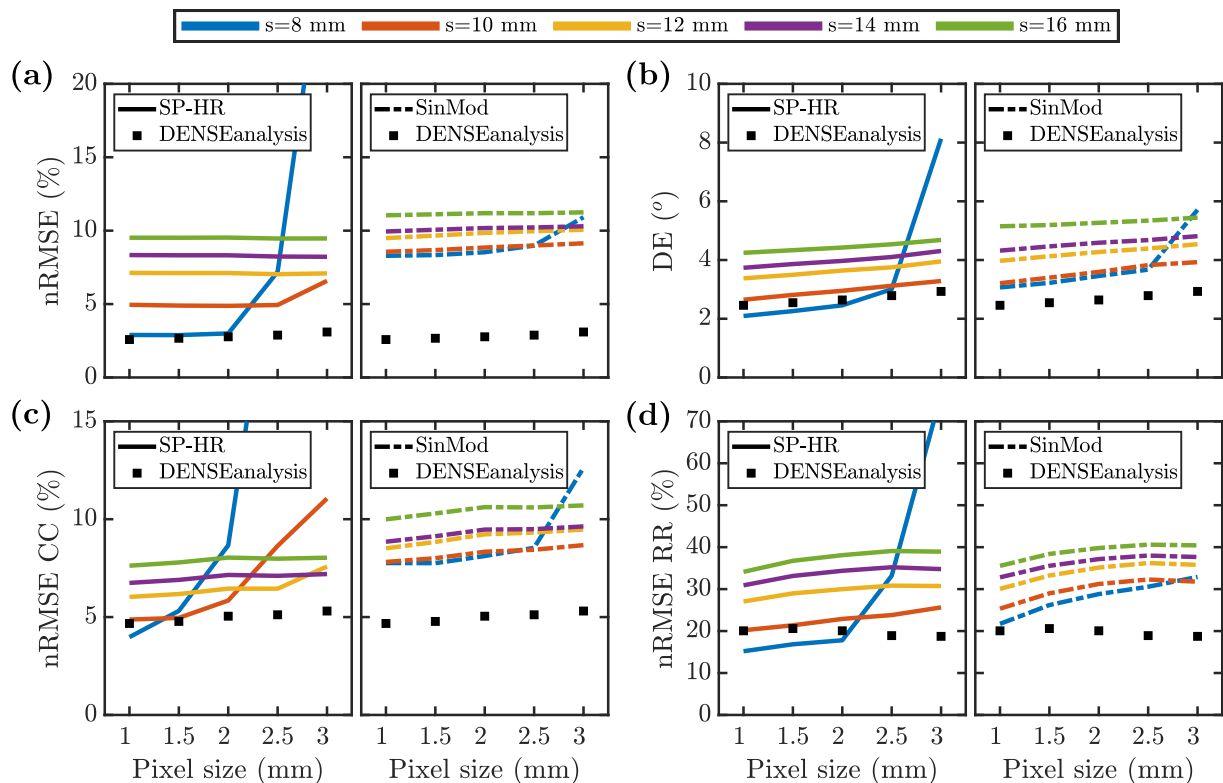 s=8 mm s=10 mm s=12 mm s=14 mm s=16 mm
(a)
20
15
10
5
0
nRMSE (%)
SP-HR
DENSEanalysis
SinMod
DENSEanalysis
(b)
10
8
6
4
2
0
DE (o)
SP-HR
DENSEanalysis
SinMod
DENSEanalysis
(c)
15
10
5
0
nRMSE CC (%)
SP-HR
DENSEanalysis
SinMod
DENSEanalysis
1 1.5 2 2.5 3
Pixel size (mm)
1 1.5 2 2.5 3
Pixel size (mm)
(d)
70
60
50
40
30
20
10
0
nRMSE RR (%)
SP-HR
DENSEanalysis
SinMod
DENSEanalysis
1 1.5 2 2.5 3
Pixel size (mm)
1 1.5 2 2.5 3
Pixel size (mm)